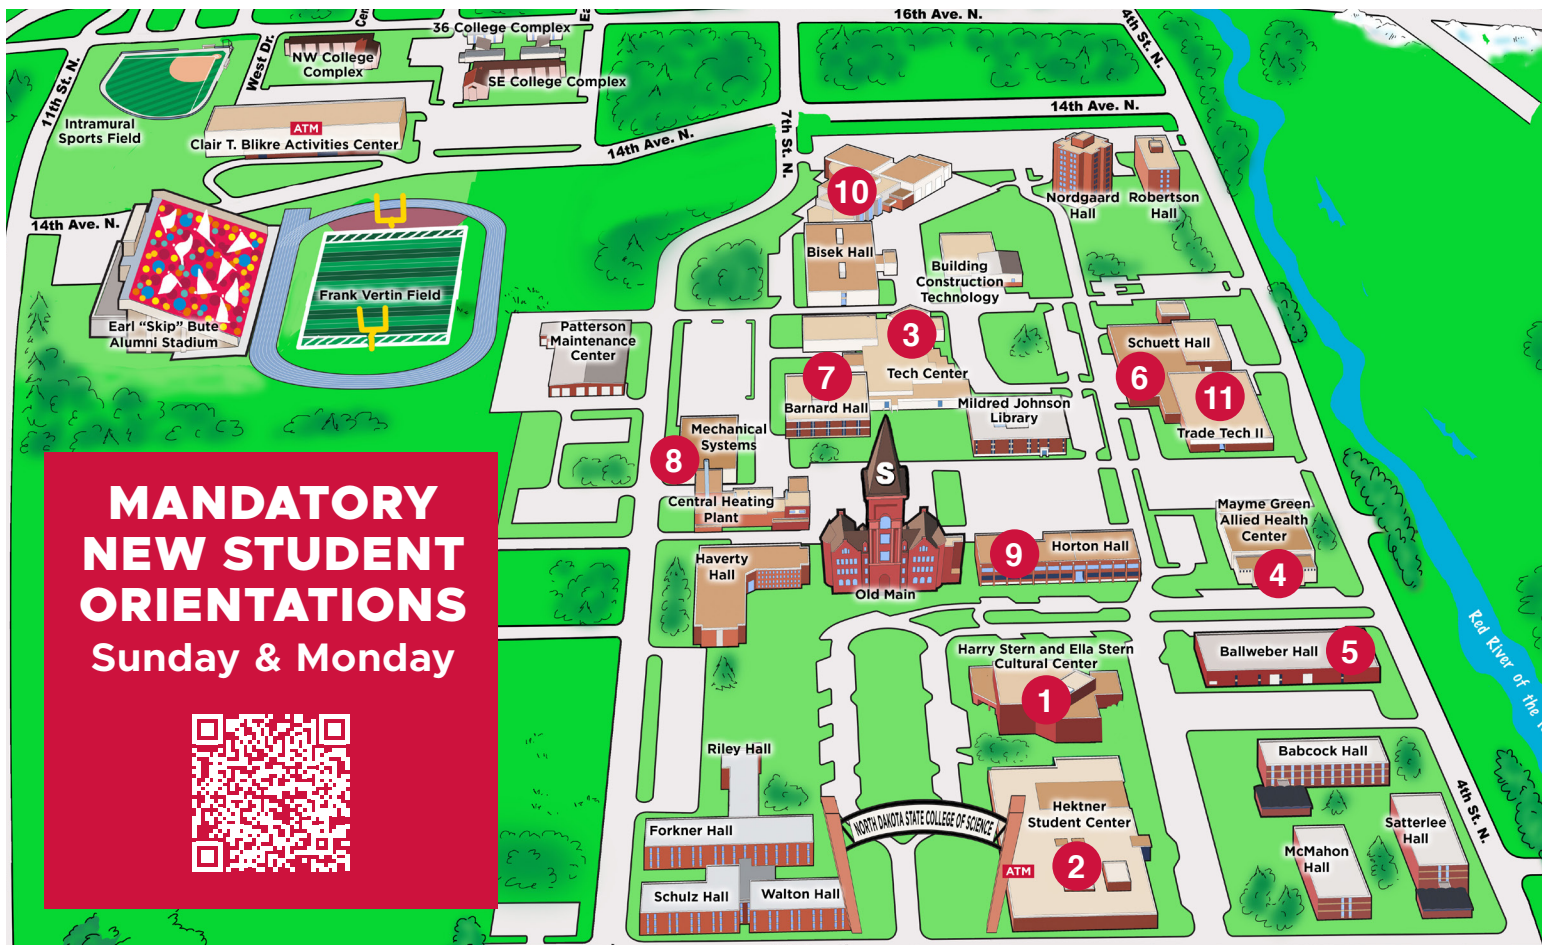 16th Ave. N.
4th St. N.
36 College Complex
West Dr.
NW College
Complex
SE College Complex
11th St. N.
Intramural
Sports Field
ATM
Clair T. Blikre Activities Center
14th Ave. N.
14th Ave. N.
7th St. N.
14th Ave. N.
Nordgaard
Hall
Robertson
Hall
10
Bisek Hall
Building
Construction
Technology
Frank Vertin Field
Earl “Skip” Bute
Alumni Stadium
Patterson
Maintenance
Center
3
Tech Center
7
Barnard Hall
Mildred Johnson
Library
Schuett Hall
6
11
Trade Tech II
Mechanical
Systems
8
Central Heating
Plant
S
Old Main
Haverty
Hall
9
Horton Hall
Mayme Green
Allied Health
Center
4
MANDATORY
NEW STUDENT
ORIENTATIONS
Sunday & Monday
Harry Stern and Ella Stern
Cultural Center
1
Ballweber Hall
5
Red River of the
Riley Hall
Babcock Hall
4th St. N.
Forkner Hall
NORTH DAKOTA STATE COLLEGE OF SCIENCE
Hektner
Student Center
2
ATM
Satterlee
Hall
McMahon
Hall
Schulz Hall
Walton Hall